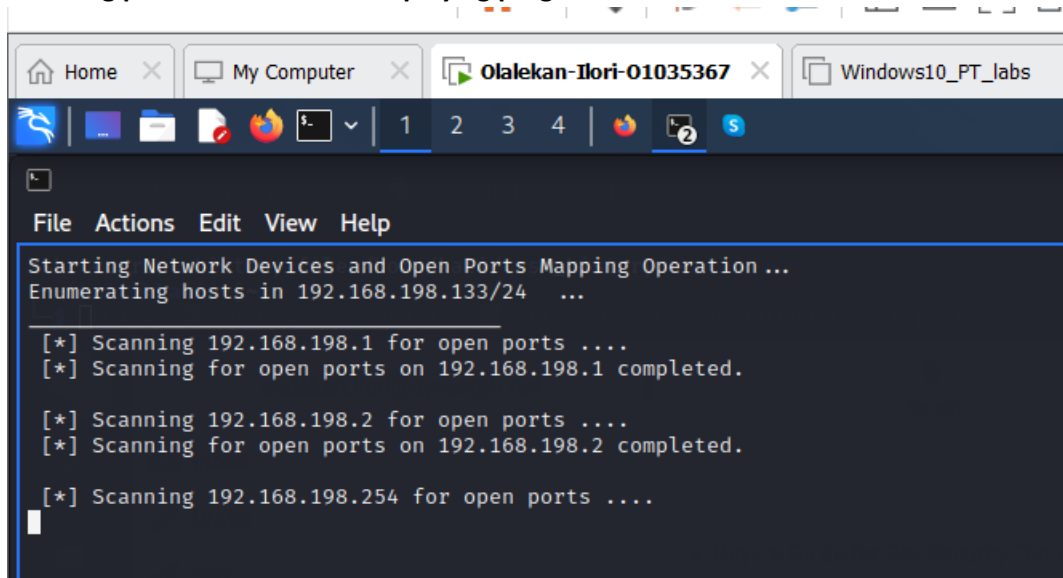 Home My Computer Olalekan-Ilori-O1035367 Windows10_PT_labs
1 2 3 4 2 S
File Actions Edit View Help
Starting Network Devices and Open Ports Mapping Operation ...
Enumerating hosts in 192.168.198.133/24 ...
[*] Scanning 192.168.198.1 for open ports ....
[*] Scanning for open ports on 192.168.198.1 completed.
[*] Scanning 192.168.198.2 for open ports ....
[*] Scanning for open ports on 192.168.198.2 completed.
[*] Scanning 192.168.198.254 for open ports ....